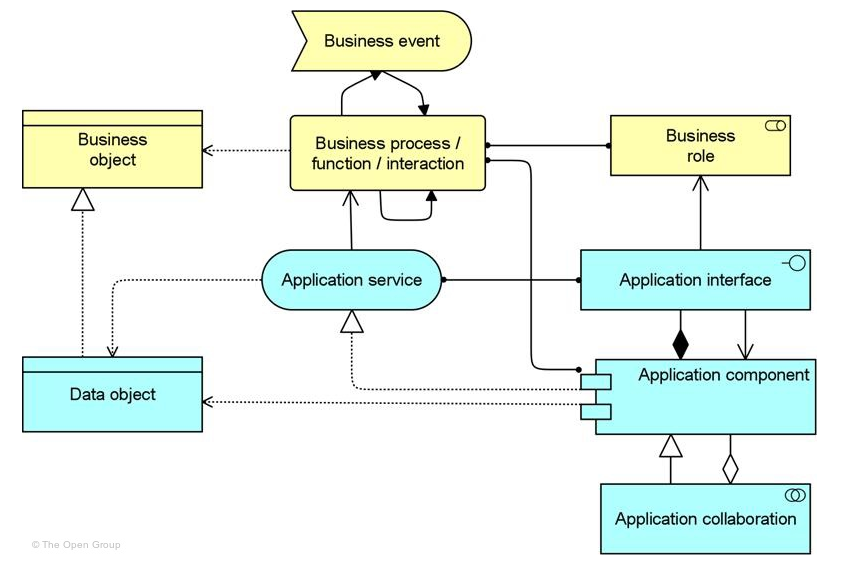 Business event
Business
object
Business process /
function / interaction
Business
role
Application service
Application interface
Data object
Application component
Application collaboration
© The Open Group